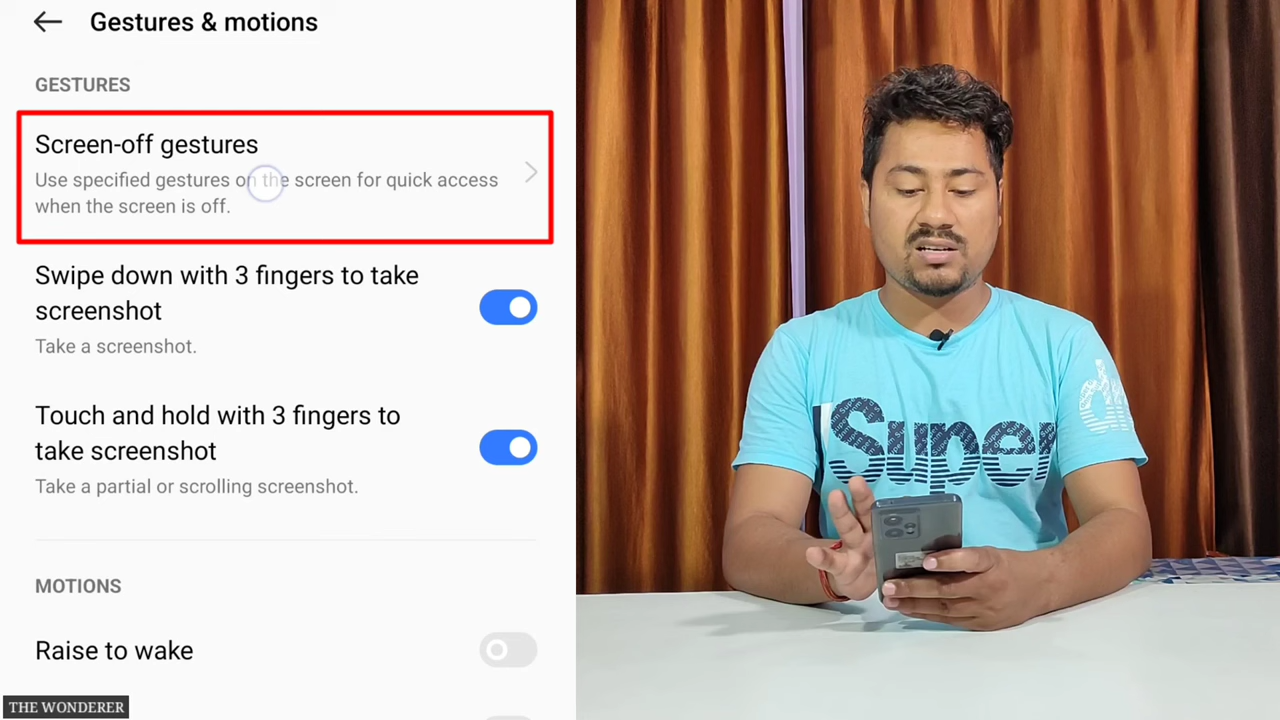 Gestures & motions
GESTURES
Screen-off gestures
Use specified gestures on the screen for quick access
when the screen is off.
Swipe down with 3 fingers to take
screenshot
Take a screenshot.
Touch and hold with 3 fingers to
take screenshot
Take a partial or scrolling screenshot.
MOTIONS
Raise to wake
THE WONDERER
Super